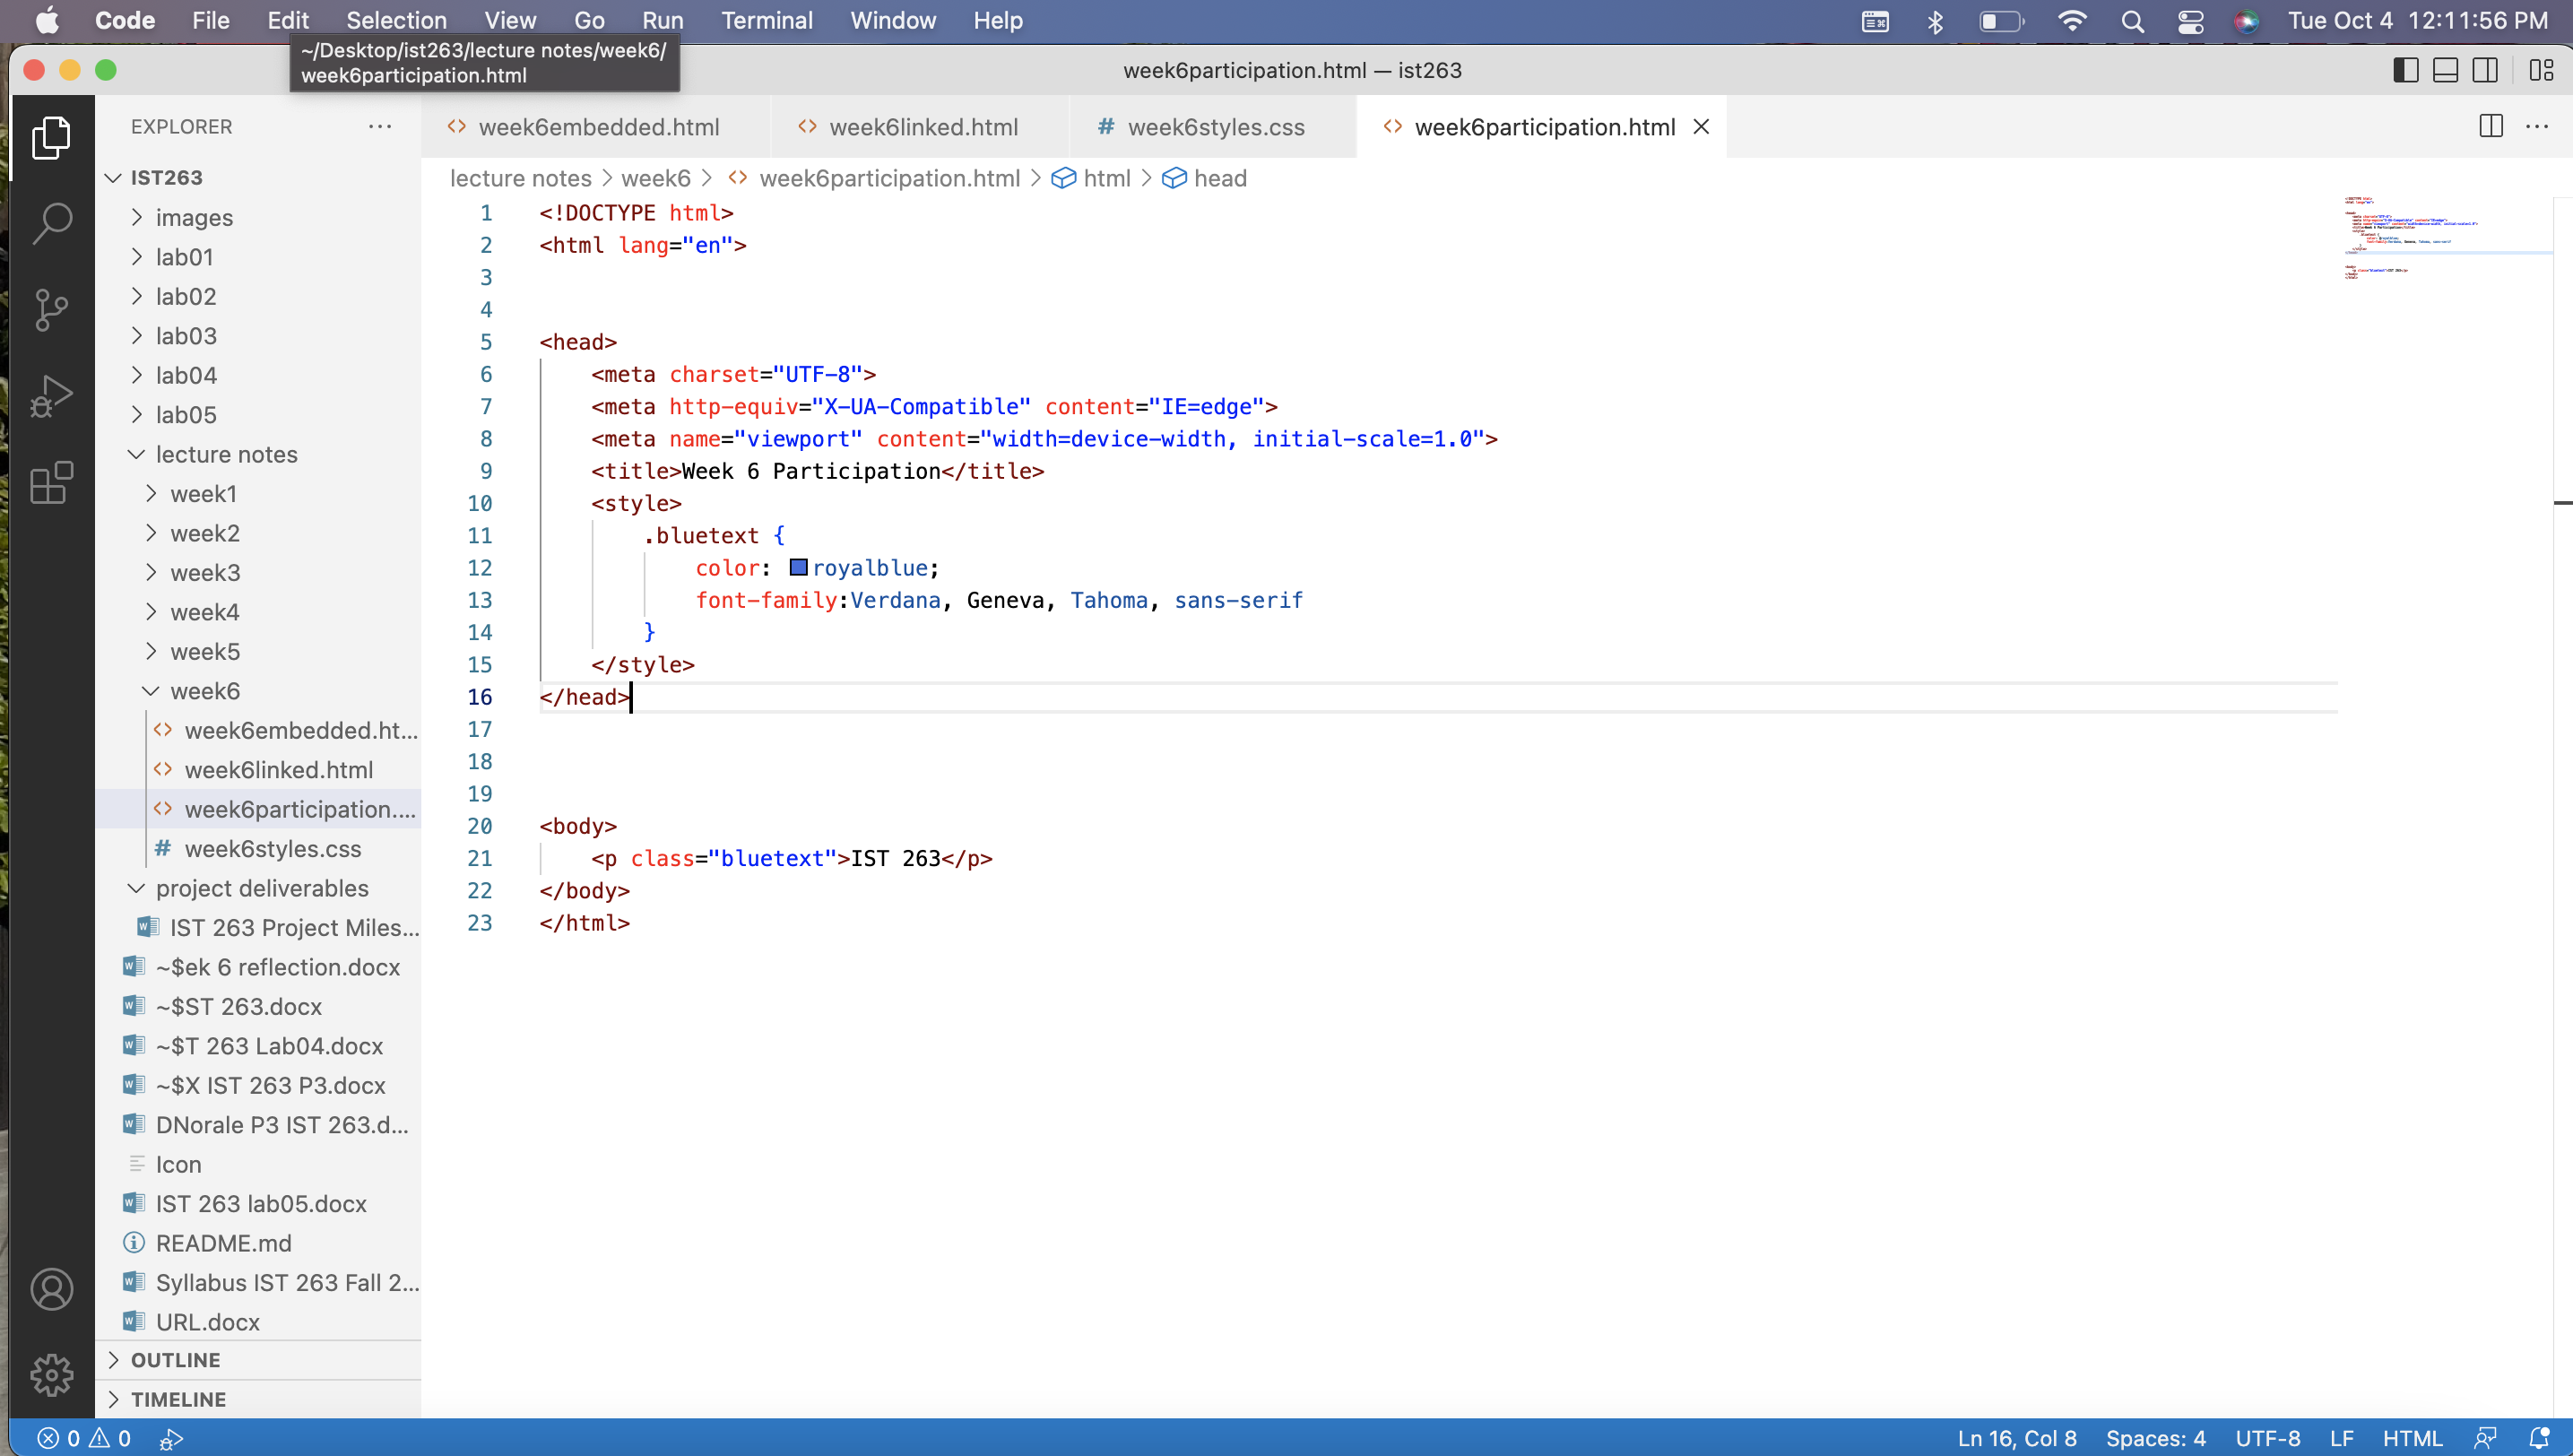 Code File Edit Selection View Go Run Terminal Window Help Tue Oct 4 12:11:56 PM
~/Desktop/ist263/lecture notes/week6/
week6participation.html
week6participation.html — ist263
EXPLORER
week6embedded.html week6linked.html # week6styles.css week6participation.html
lecture notes > week6 > week6participation.html > html > head
IST263
images
lab01
lab02
lab03
lab04
lab05
lecture notes
week1
week2
week3
week4
week5
week6
week6embedded.ht...
week6linked.html
week6participation....
# week6styles.css
project deliverables
IST 263 Project Miles...
~$ek 6 reflection.docx
~$ST 263.docx
~$T 263 Lab04.docx
~$X IST 263 P3.docx
DNorale P3 IST 263.d...
Icon
IST 263 lab05.docx
README.md
Syllabus IST 263 Fall 2...
URL.docx
OUTLINE
TIMELINE
1 <!DOCTYPE html>
2 <html lang="en">
3
4
5 <head>
6 <meta charset="UTF-8">
7 <meta http-equiv="X-UA-Compatible" content="IE=edge">
8 <meta name="viewport" content="width=device-width, initial-scale=1.0">
9 <title>Week 6 Participation</title>
10 <style>
11 .bluetext {
12 color: royalblue;
13 font-family:Verdana, Geneva, Tahoma, sans-serif
14 }
15 </style>
16 </head>
17
18
19
20 <body>
21 <p class="bluetext">IST 263</p>
22 </body>
23 </html>
0 0 Ln 16, Col 8 Spaces: 4 UTF-8 LF HTML